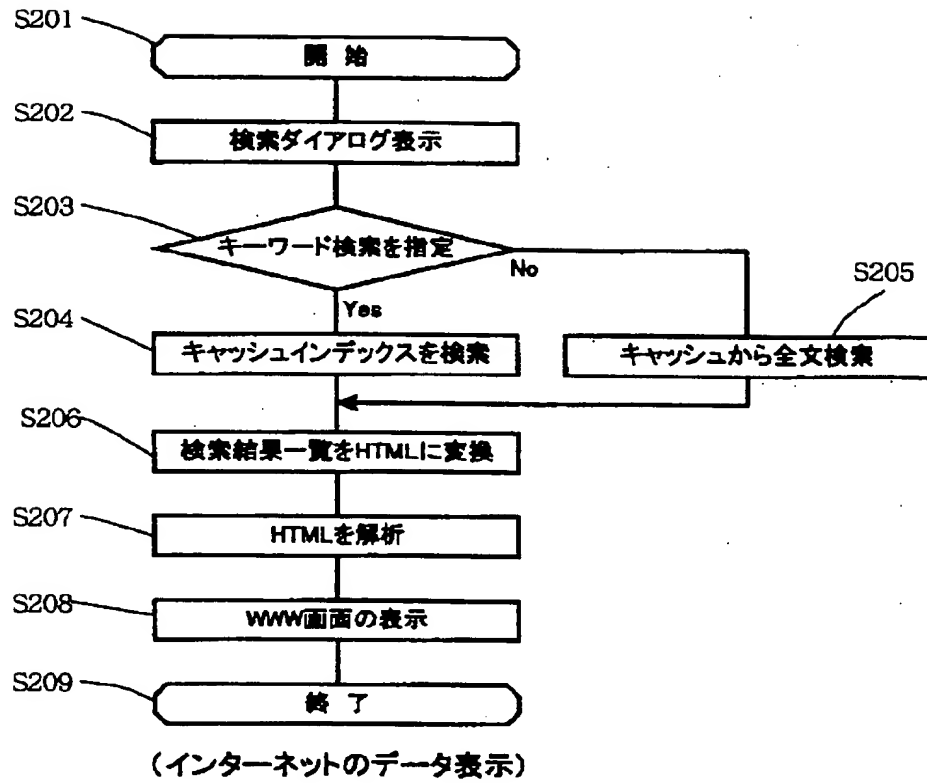 S201
開 始
S202
検索ダイアログ表示
S203
キーワード検索を指定
No
S205
Yes
S204
キャッシュインデックスを検索
キャッシュから全文検索
S206
検索結果一覧をHTMLに変換
S207
HTMLを解析
S208
WWW画面の表示
S209
終 了
(インターネットのデータ表示)